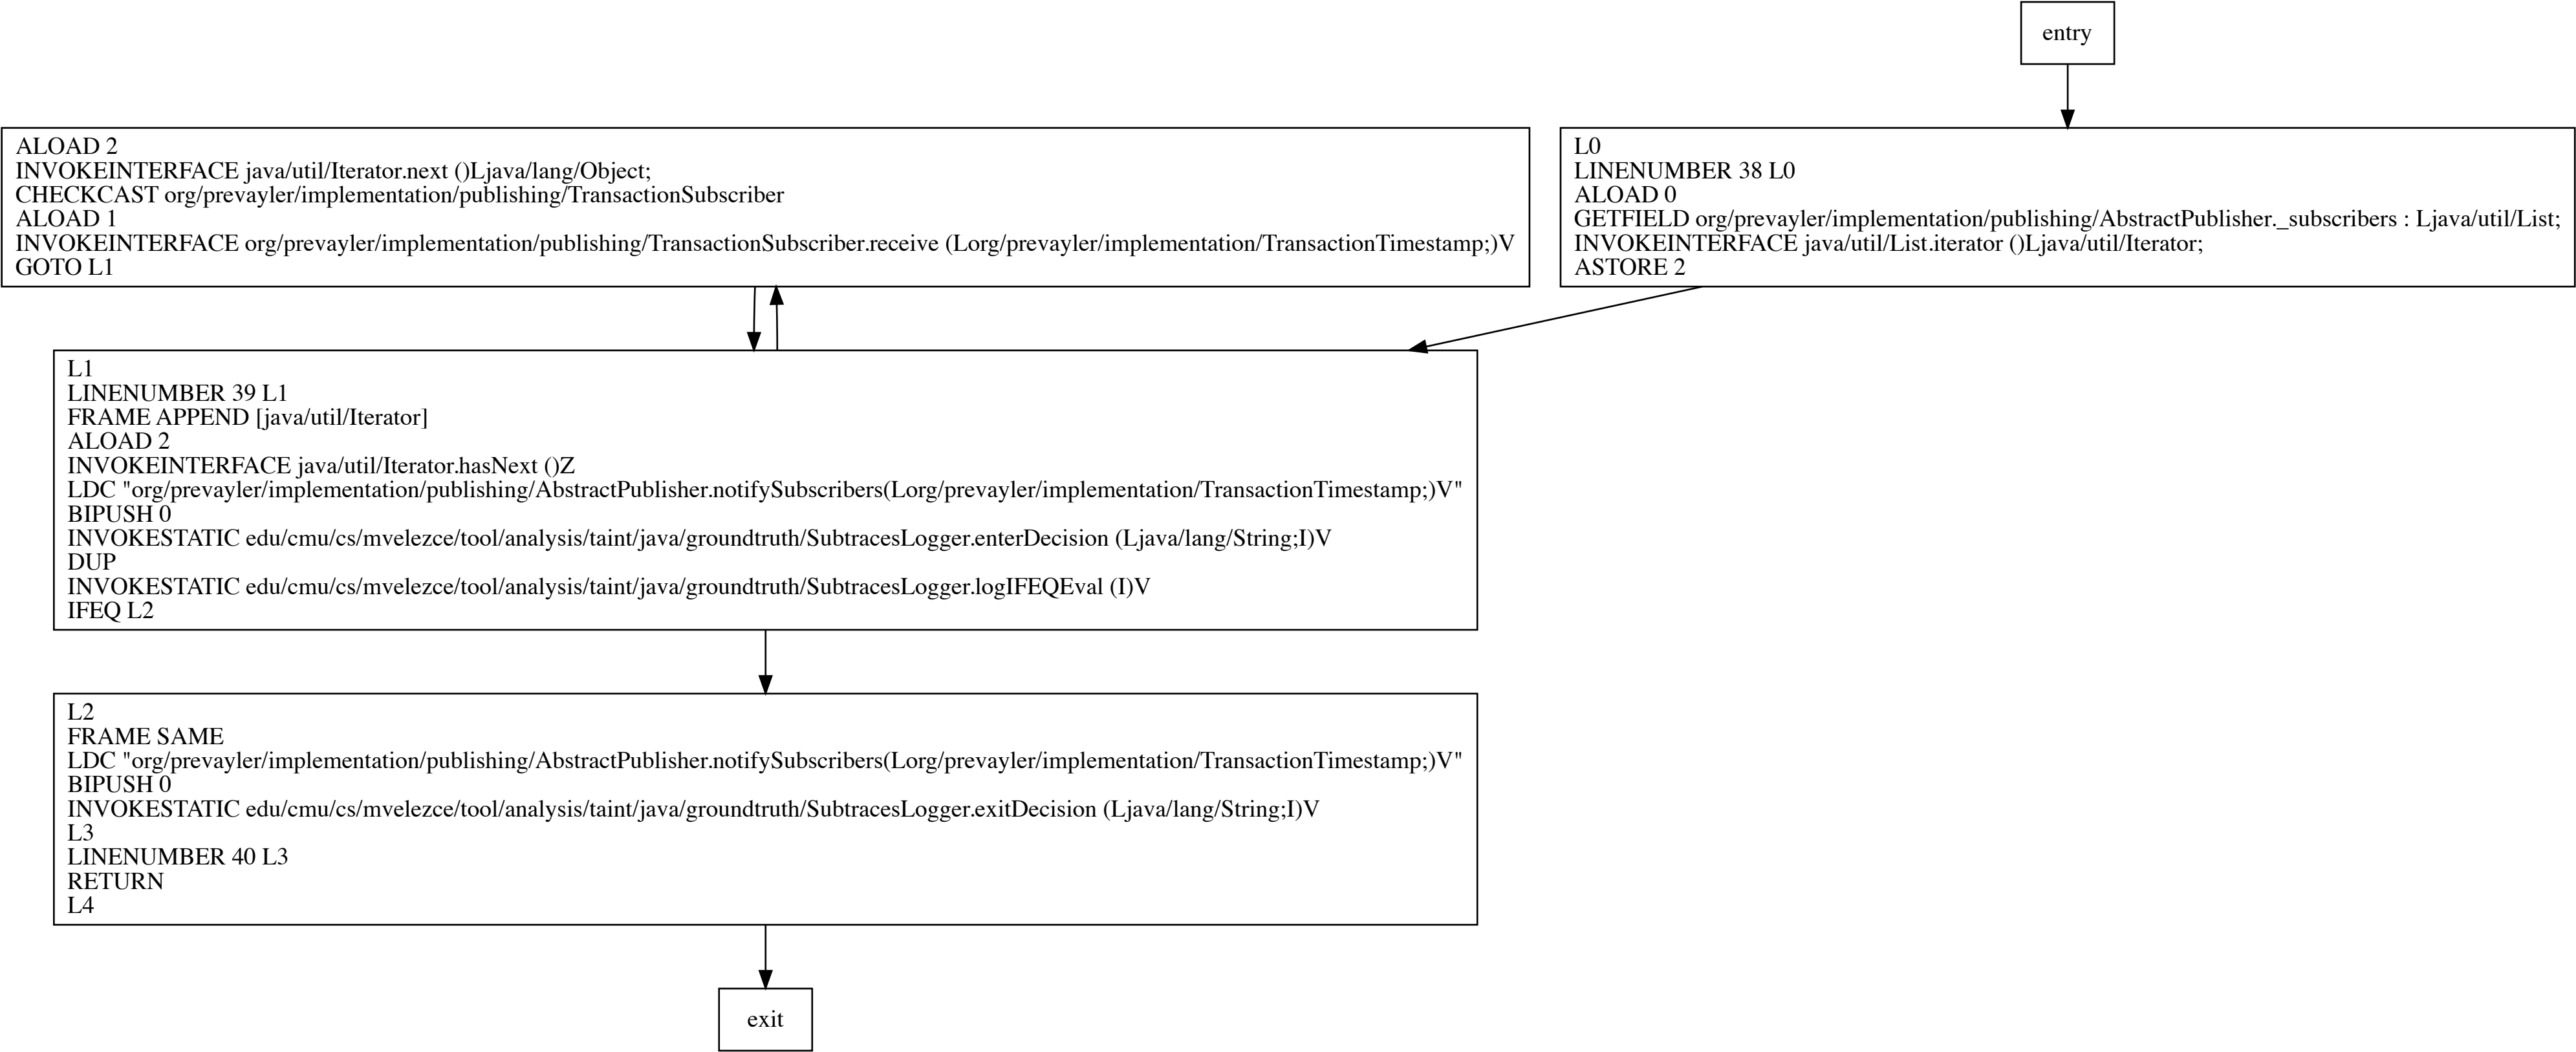 entry
ALOAD 2
INVOKEINTERFACE java/util/Iterator.next ()Ljava/lang/Object;
CHECKCAST org/prevayler/implementation/publishing/TransactionSubscriber
ALOAD 1
INVOKEINTERFACE org/prevayler/implementation/publishing/TransactionSubscriber.receive (Lorg/prevayler/implementation/TransactionTimestamp;)V
GOTO L1
L0
LINENUMBER 38 L0
ALOAD 0
GETFIELD org/prevayler/implementation/publishing/AbstractPublisher._subscribers : Ljava/util/List;
INVOKEINTERFACE java/util/List.iterator ()Ljava/util/Iterator;
ASTORE 2
L1
LINENUMBER 39 L1
FRAME APPEND [java/util/Iterator]
ALOAD 2
INVOKEINTERFACE java/util/Iterator.hasNext ()Z
LDC "org/prevayler/implementation/publishing/AbstractPublisher.notifySubscribers(Lorg/prevayler/implementation/TransactionTimestamp;)V"
BIPUSH 0
INVOKESTATIC edu/cmu/cs/mvelezce/tool/analysis/taint/java/groundtruth/SubtracesLogger.enterDecision (Ljava/lang/String;I)V
DUP
INVOKESTATIC edu/cmu/cs/mvelezce/tool/analysis/taint/java/groundtruth/SubtracesLogger.logIFEQEval (I)V
IFEQ L2
L2
FRAME SAME
LDC "org/prevayler/implementation/publishing/AbstractPublisher.notifySubscribers(Lorg/prevayler/implementation/TransactionTimestamp;)V"
BIPUSH 0
INVOKESTATIC edu/cmu/cs/mvelezce/tool/analysis/taint/java/groundtruth/SubtracesLogger.exitDecision (Ljava/lang/String;I)V
L3
LINENUMBER 40 L3
RETURN
L4
exit